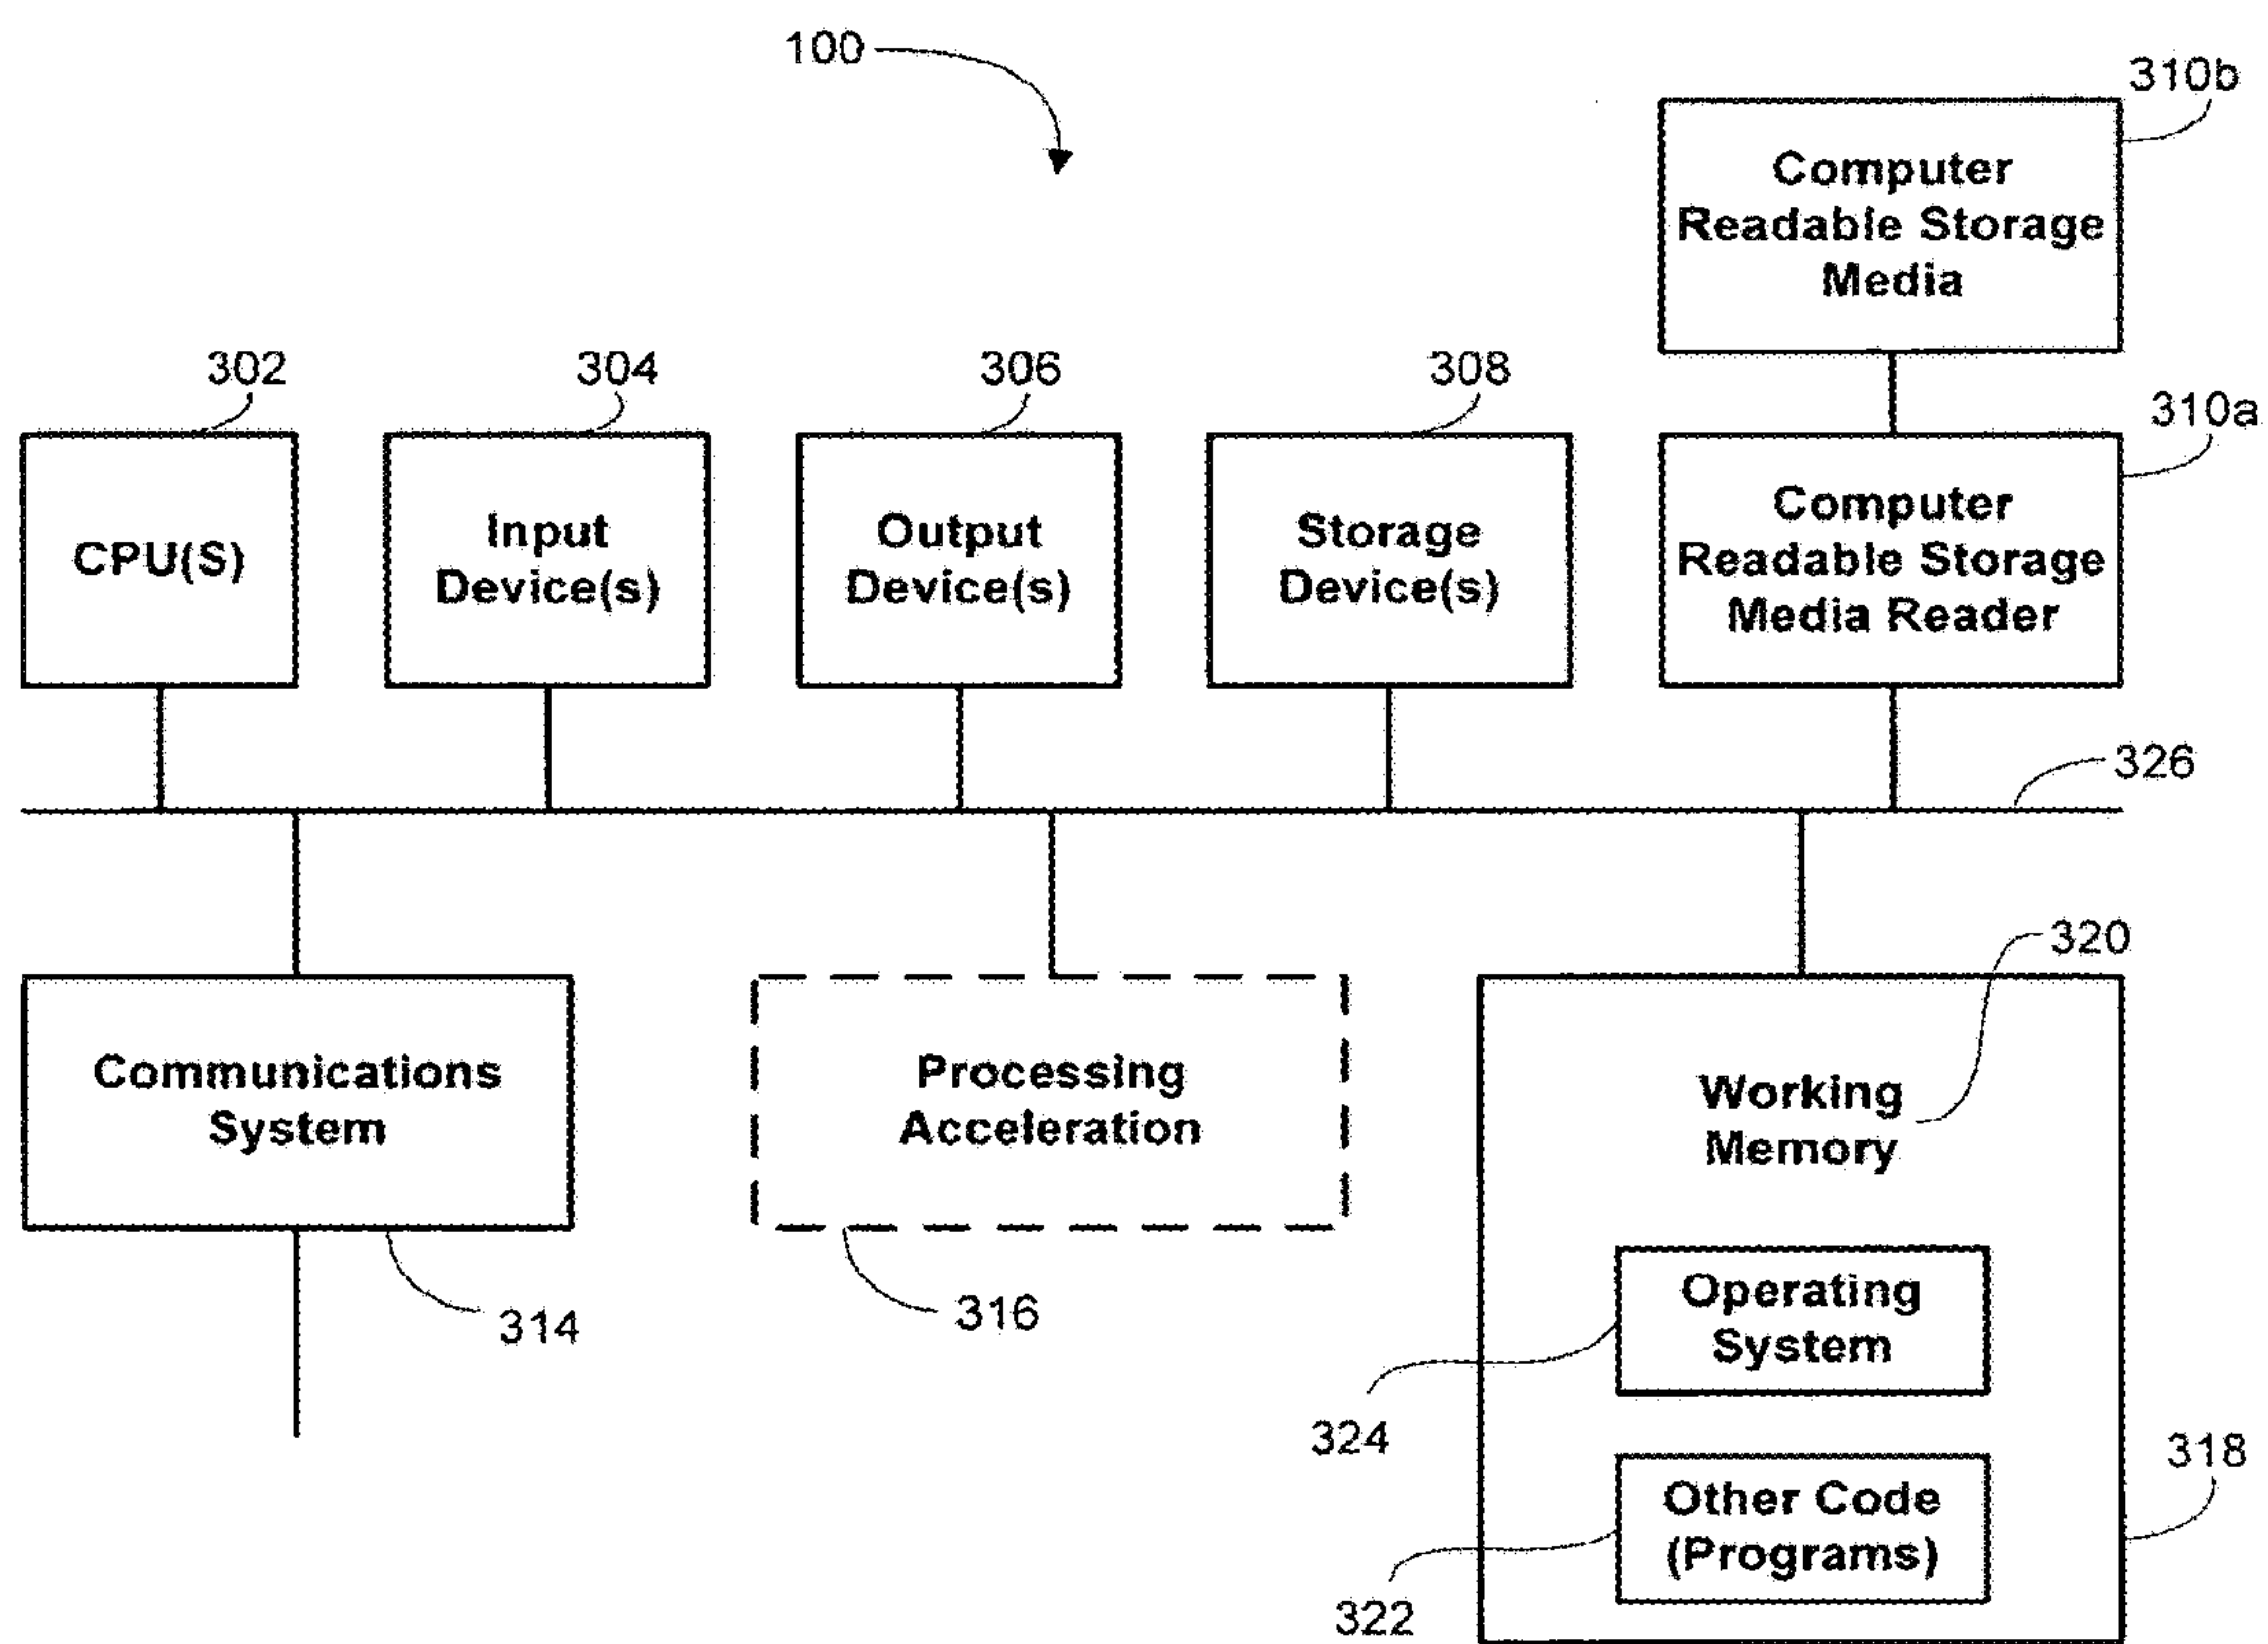 100
310b
Computer
Readable Storage
Media
302
304
306
308
310a
CPU(S)
Input
Device(s)
Output
Device(s)
Storage
Device(s)
Computer
Readable Storage
Media Reader
326
320
Communications
System
Processing
Acceleration
Working
Memory
314
316
Operating
System
324
318
Other Code
(Programs)
322